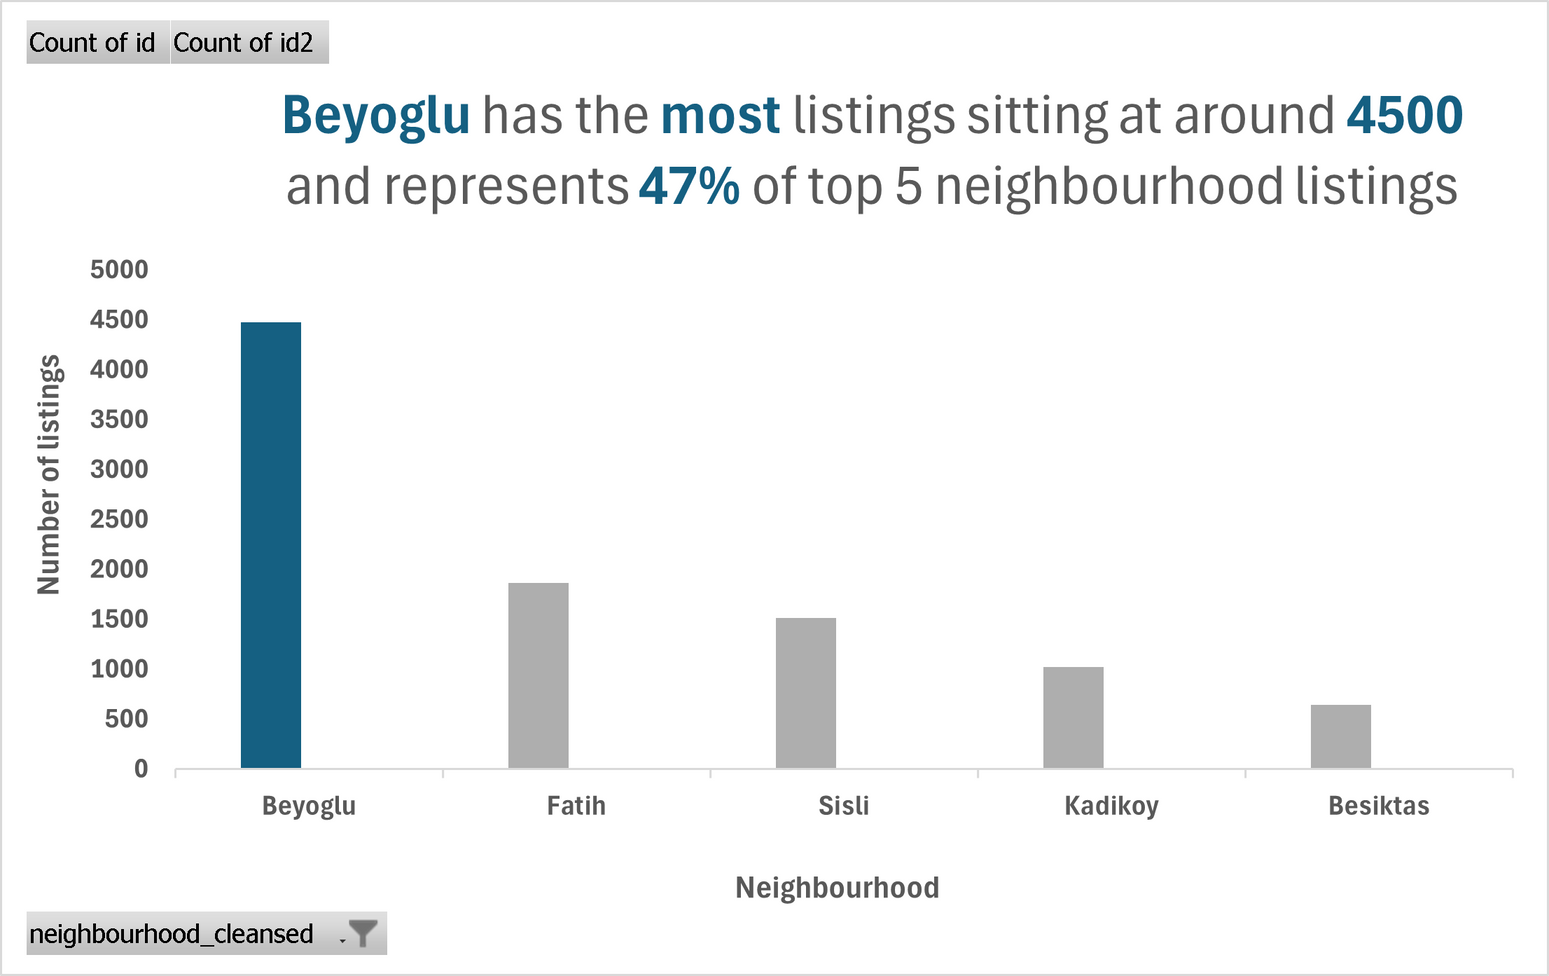 Count of id Count of id2
Beyoglu has the most listings sitting at around 4500
and represents 47% of top 5 neighbourhood listings
5000
4500
4000
3500
3000
2500
2000
1500
1000
500
0
Number of listings
Beyoglu Fatih Sisli Kadikoy Besiktas
Neighbourhood
neighbourhood_cleansed